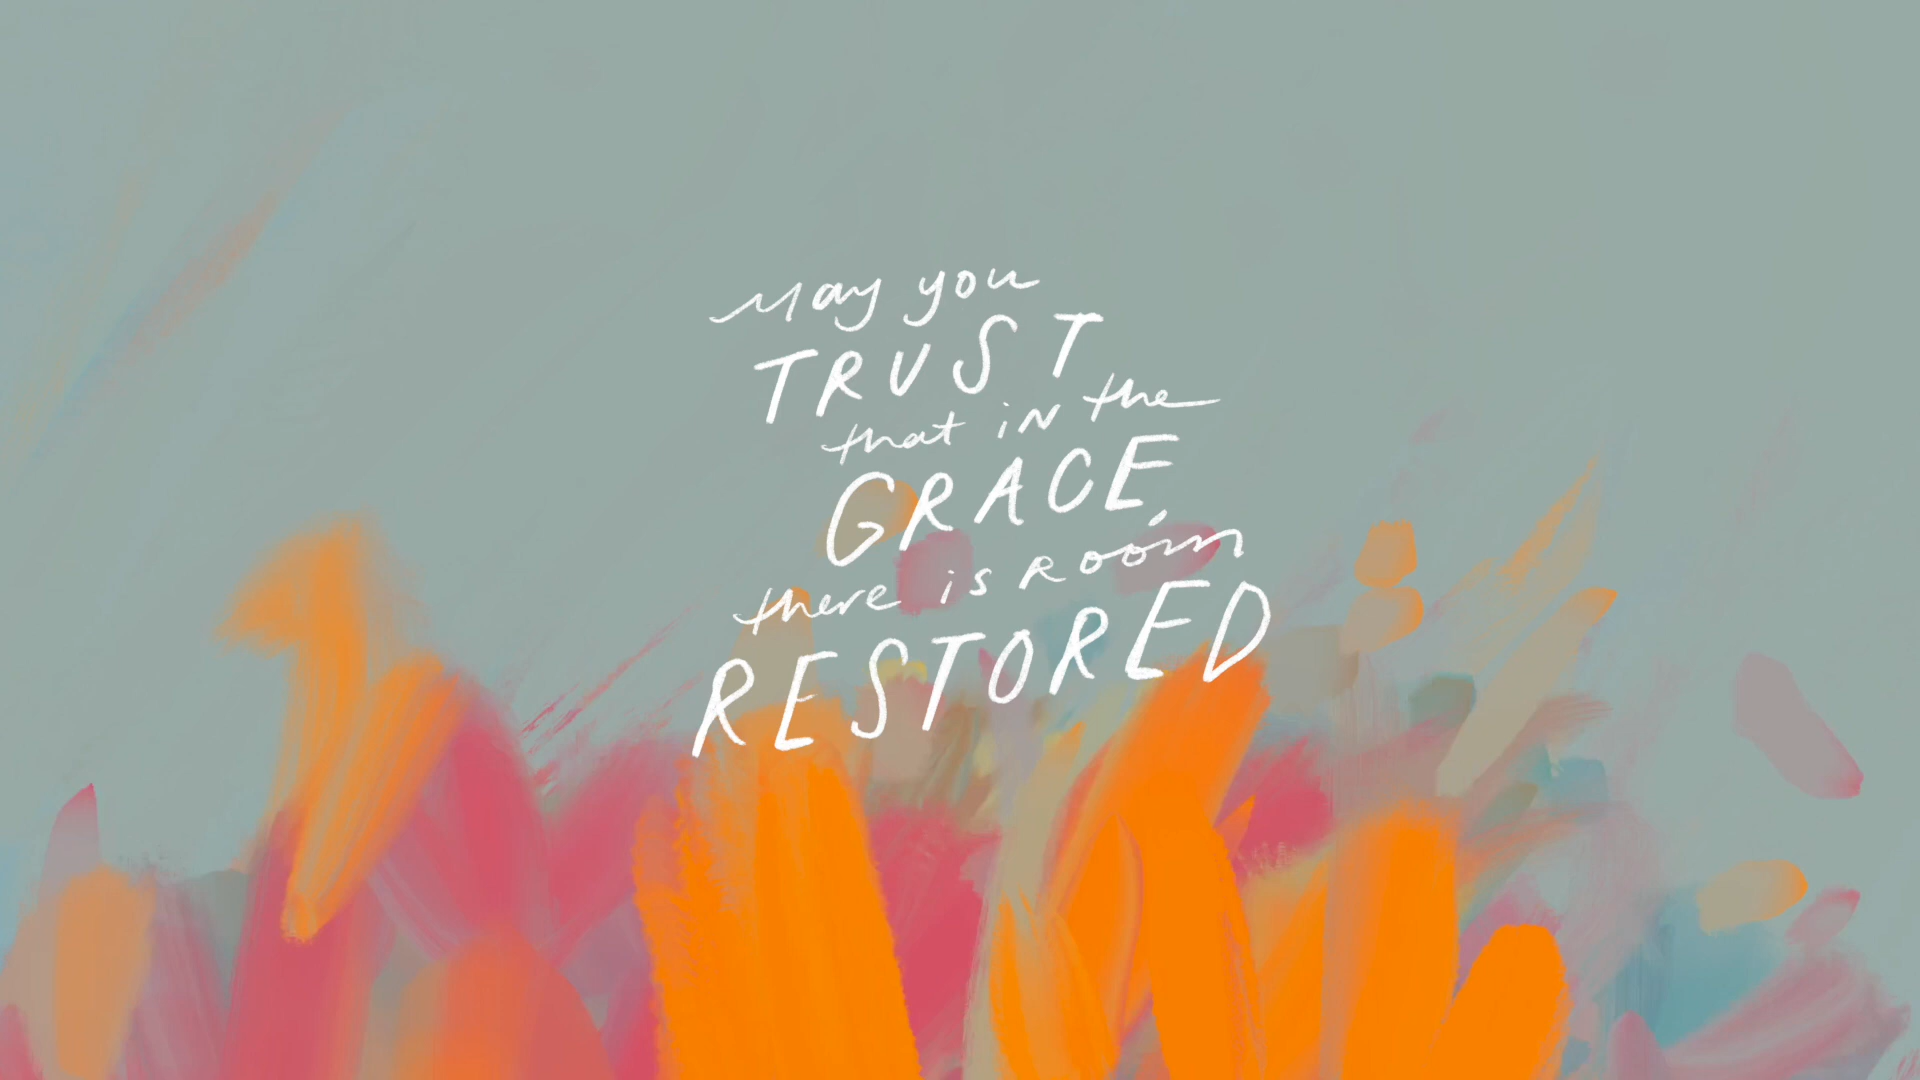 May you
TRUST
that in the
GRACE,
there is room
RESTORED